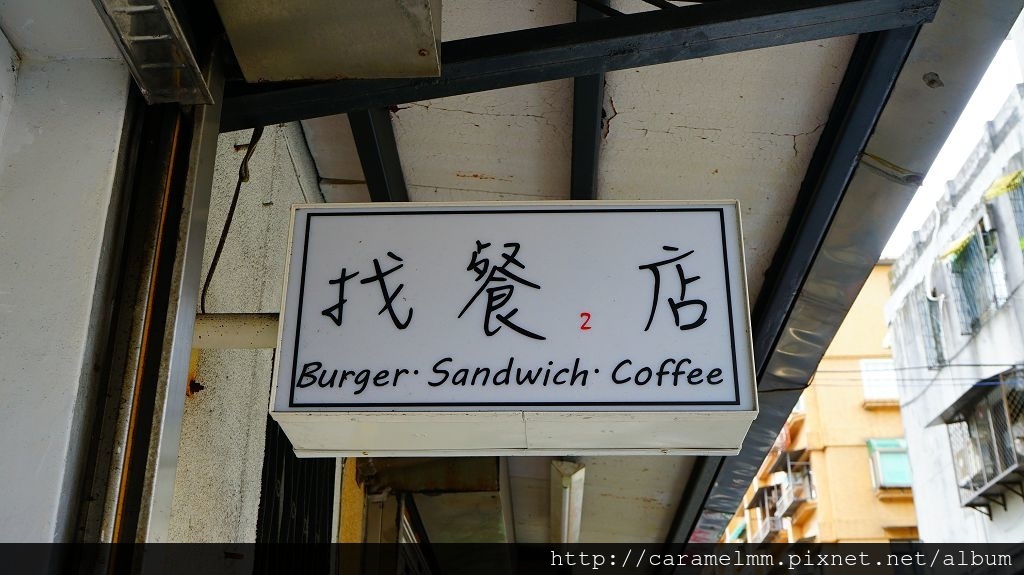 找餐2店
Burger· Sandwich· Coffee
http://caramelmm.pixnet.net/album